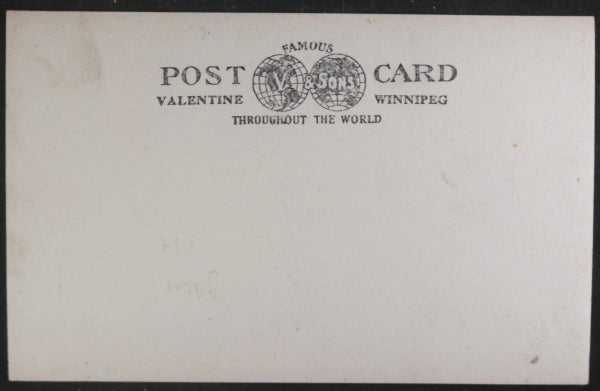 FAMOUS
POST V & SONS CARD
VALENTINE WINNIPEG
THROUGHOUT THE WORLD